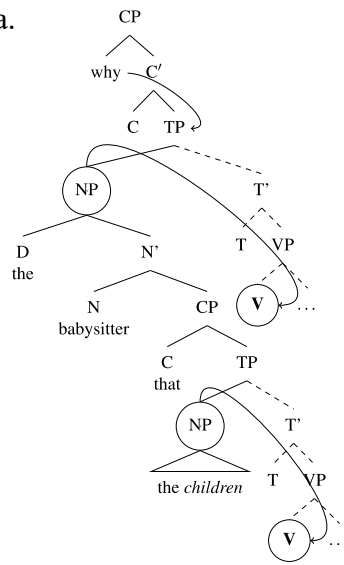 a.
CP
why C′
C TP
NP T'
D N' T VP
the
N CP V ...
babysitter
C TP
that
NP T'
the children T VP
V ..